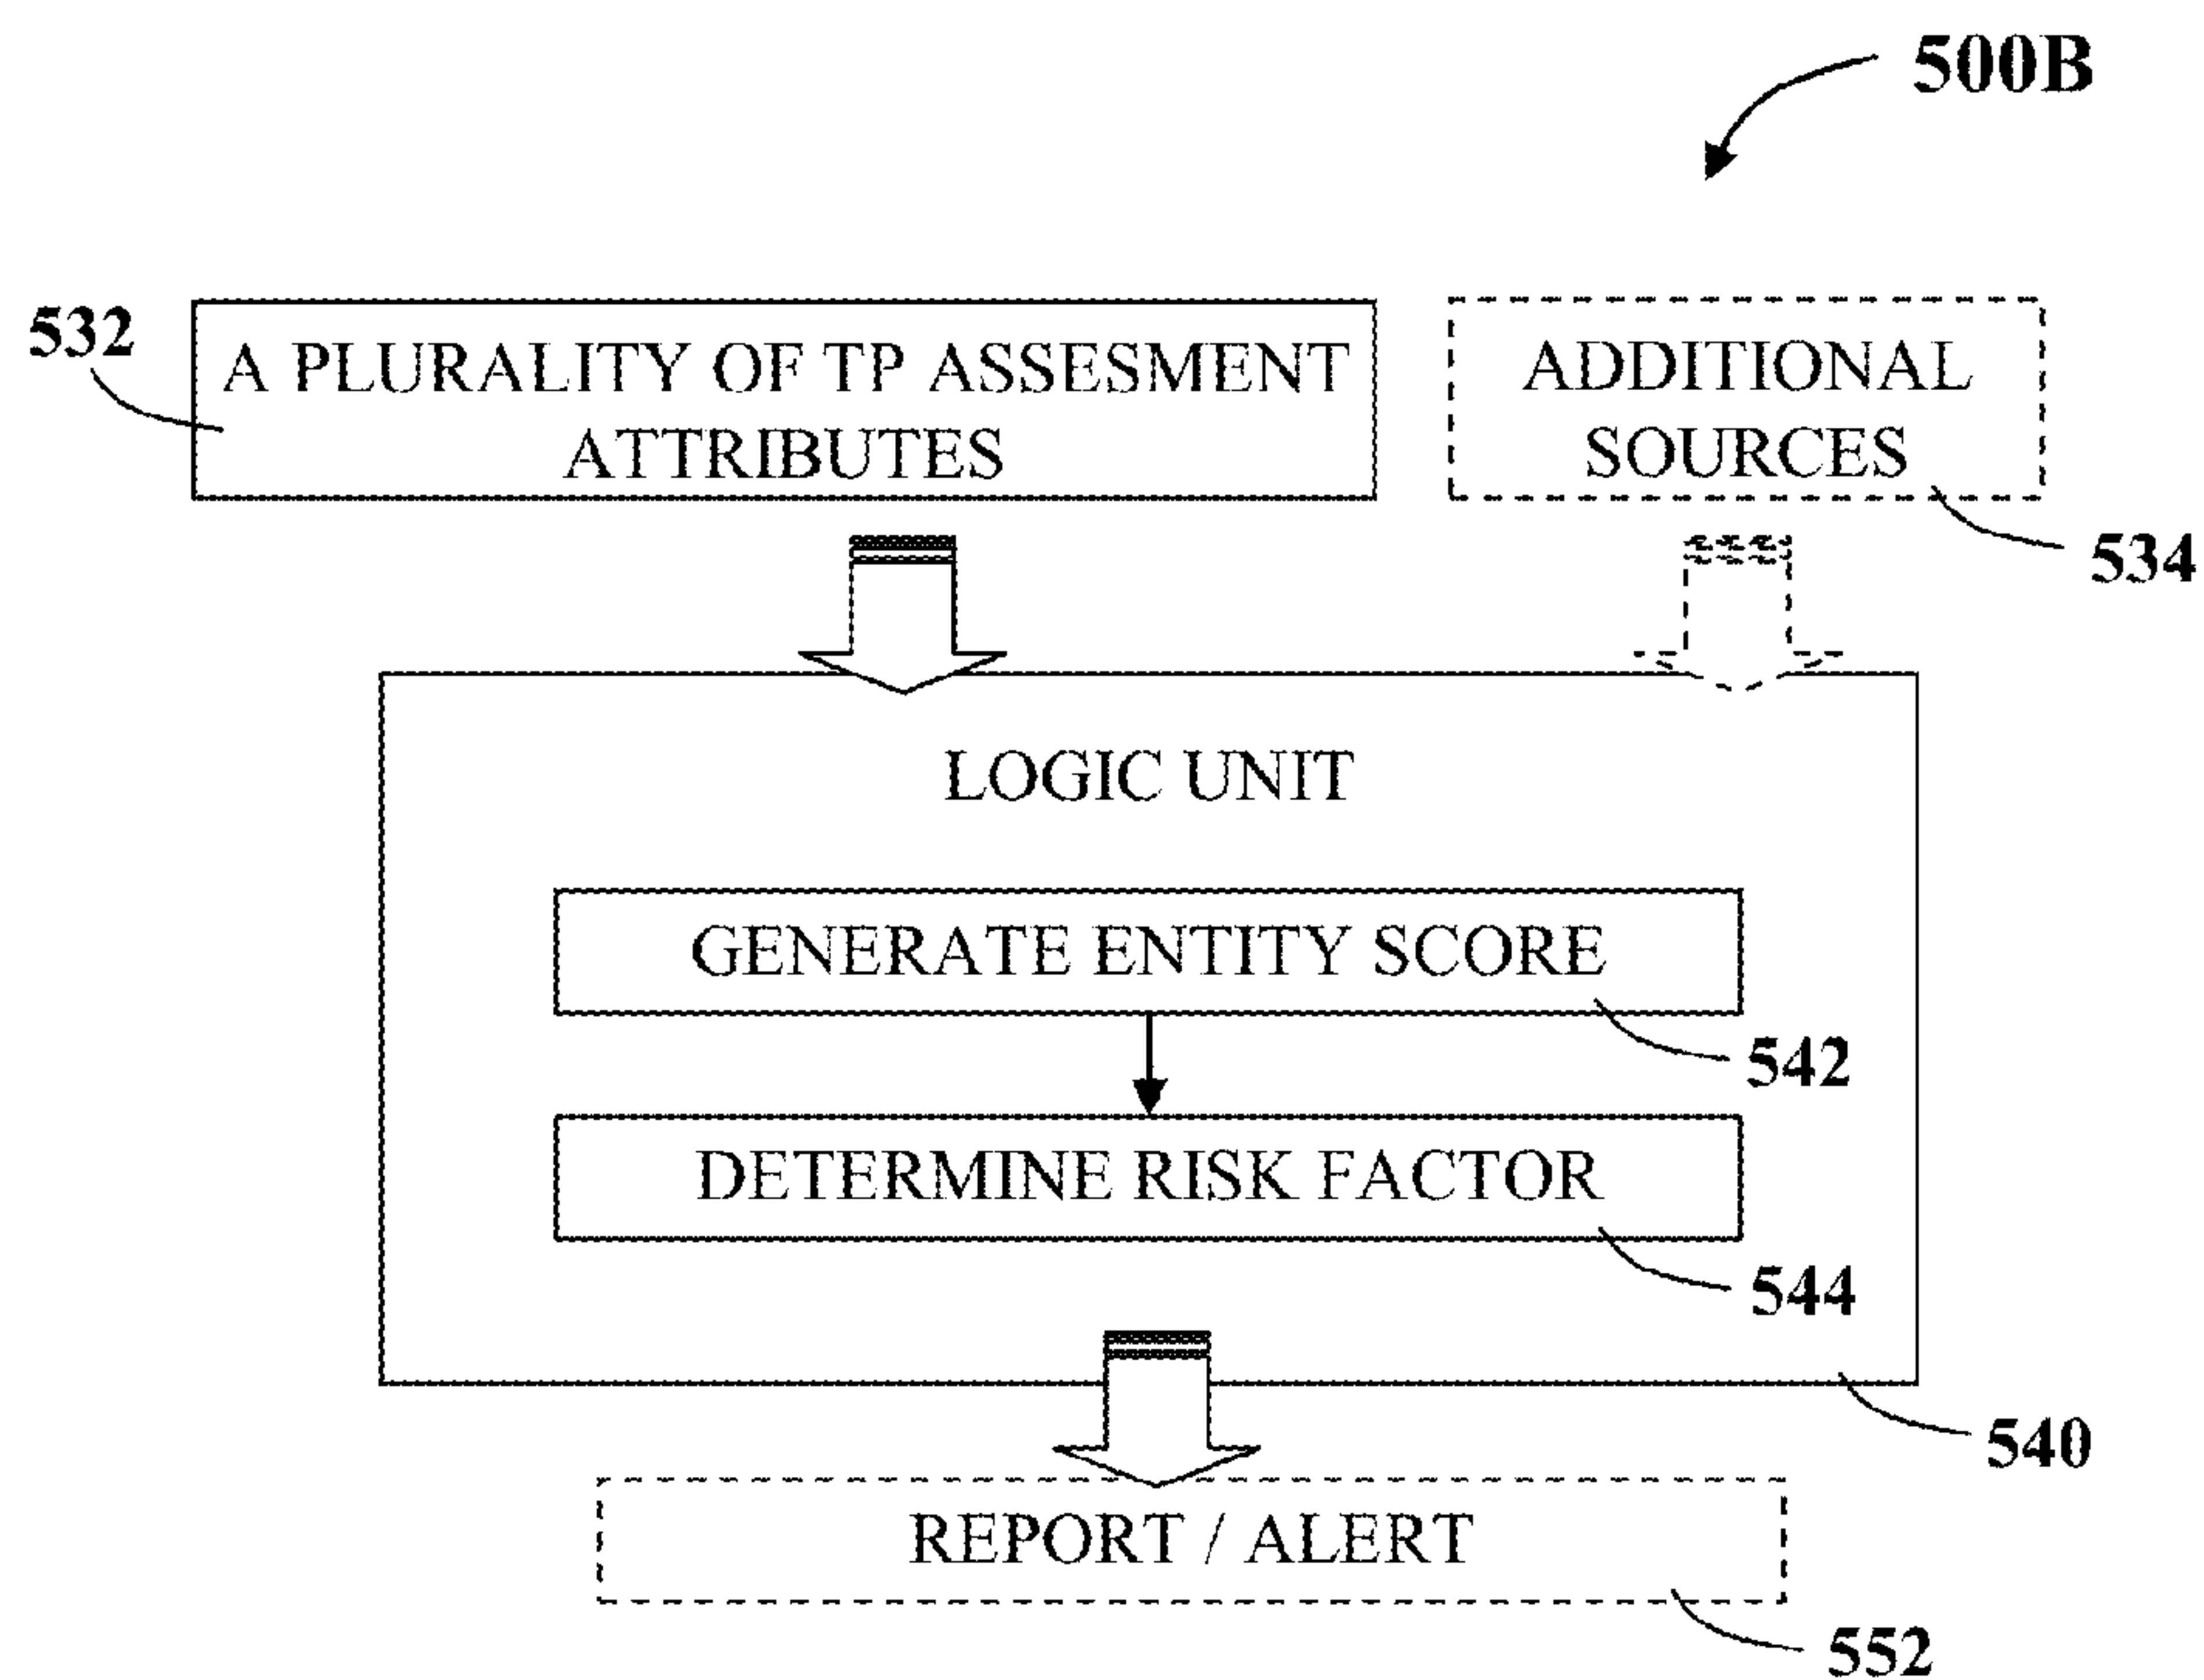 500B
532
A PLURALITY OF TP ASSESMENT
ATTRIBUTES
ADDITIONAL
SOURCES
534
LOGIC UNIT
GENERATE ENTITY SCORE
542
DETERMINE RISK FACTOR
544
540
REPORT / ALERT
552